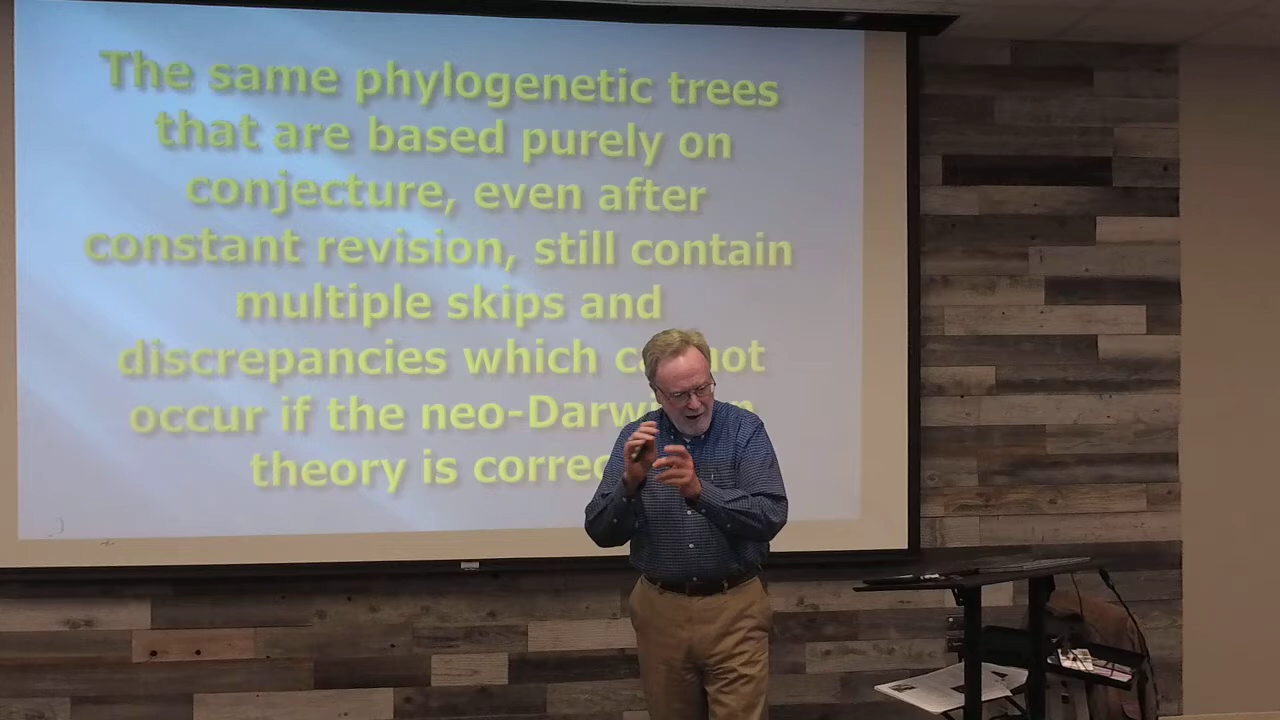 The same phylogenetic trees
that are based purely on
conjecture, even after
constant revision, still contain
multiple skips and
discrepancies which
occur if the
theory is